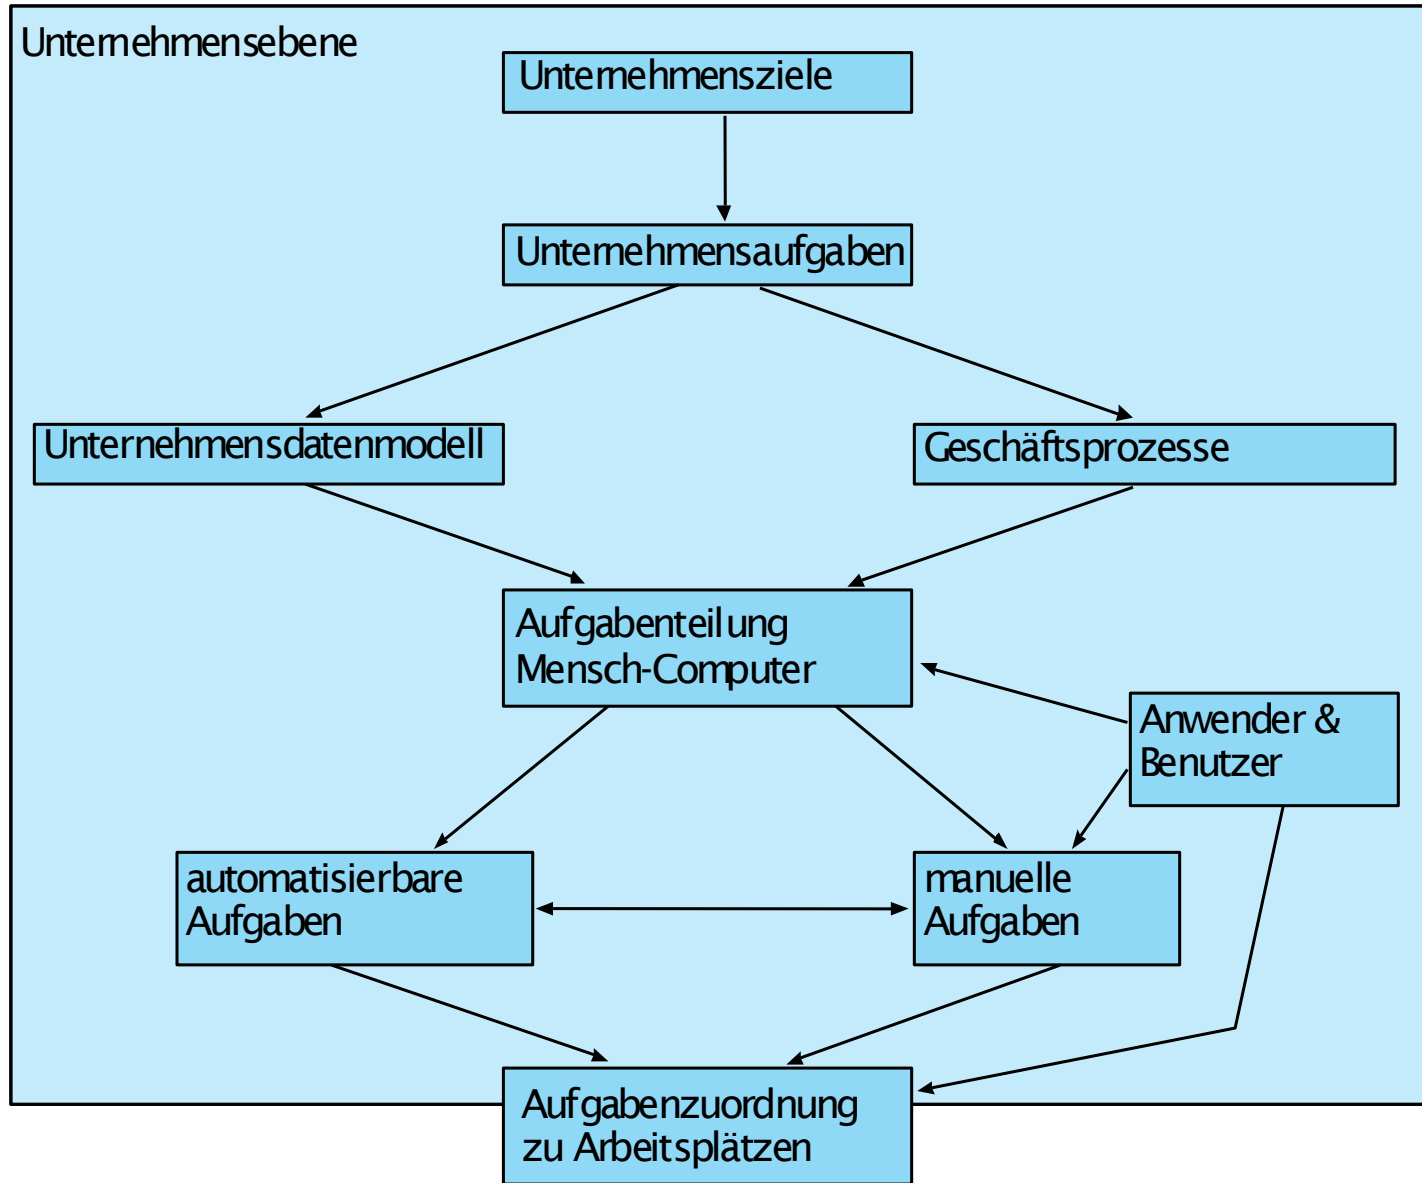 Unternehmensebene
Unternehmensziele
Unternehmensaufgaben
Unternehmensdatenmodell
Geschäftsprozesse
Aufgabenteilung
Mensch-Computer
Anwender &
Benutzer
automatisierbare
Aufgaben
manuelle
Aufgaben
Aufgabenzuordnung
zu Arbeitsplätzen